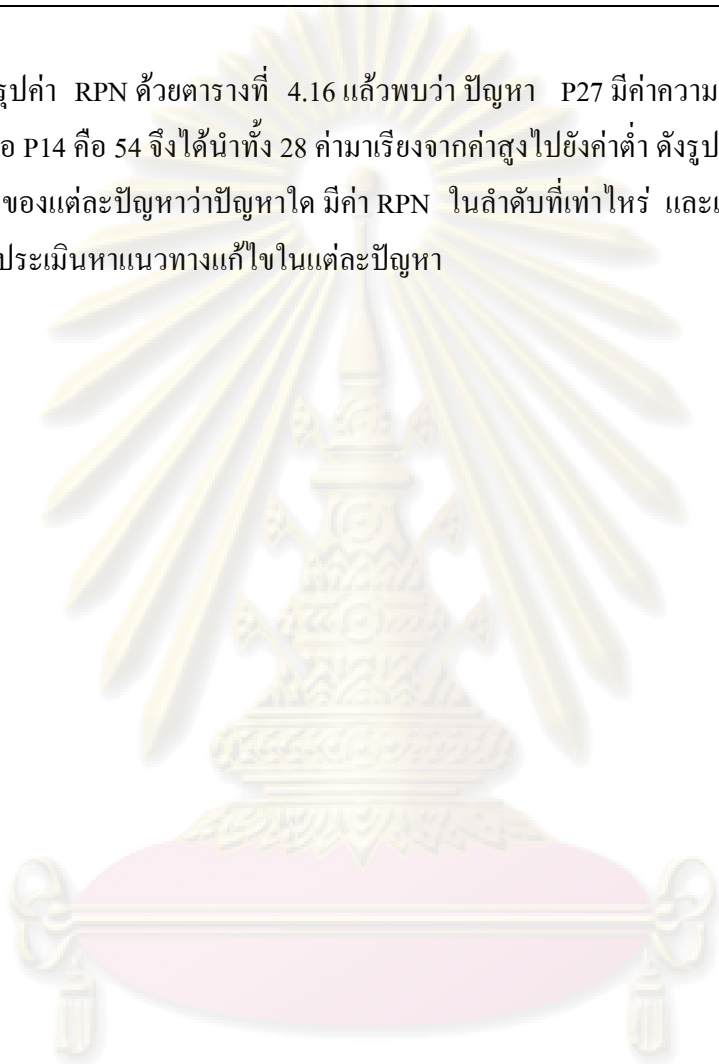 รุปค่า RPN ด้วยตารางที่ 4.16 แล้วพบว่า ปัญหา P27 มีค่าความ
อ P14 คือ 54 จึงได้นำทั้ง 28 ค่ามาเรียงจากค่าสูงไปยังค่าต่ำ ดังรูป
ของแต่ละปัญหาว่าปัญหาใด มีค่า RPN ในลำดับที่เท่าไหร่ และ
ประเมินหาแนวทางแก้ไขในแต่ละปัญหา